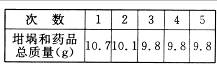 次 数 1 2 3 4 5
坩埚和药品
总质量(g) 10.7 10.1 9.8 9.8 9.8